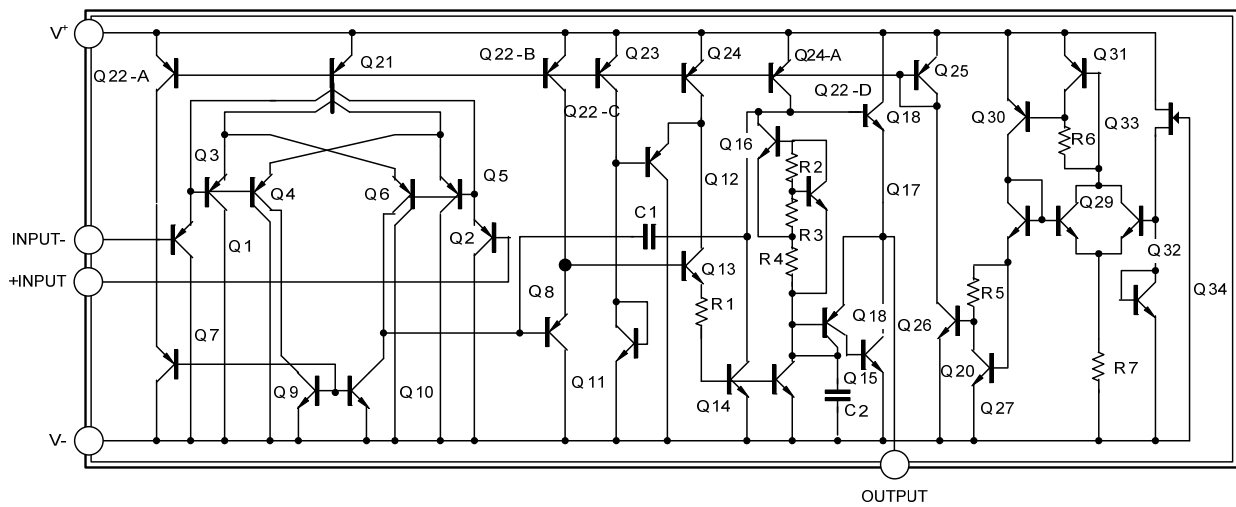 V+
Q22-A
Q21
Q22-B
Q23
Q24
Q24-A
Q22-C
Q22-D
Q18
Q25
Q31
Q30
Q33
R6
Q3
Q4
Q6
Q5
Q16
R2
Q12
Q17
Q29
INPUT-
Q1
Q2
C1
R3
R4
Q32
+INPUT
Q13
R1
R5
Q34
Q7
Q8
Q18
Q26
Q9
Q10
Q11
Q14
Q15
C2
Q20
Q27
R7
V-
OUTPUT